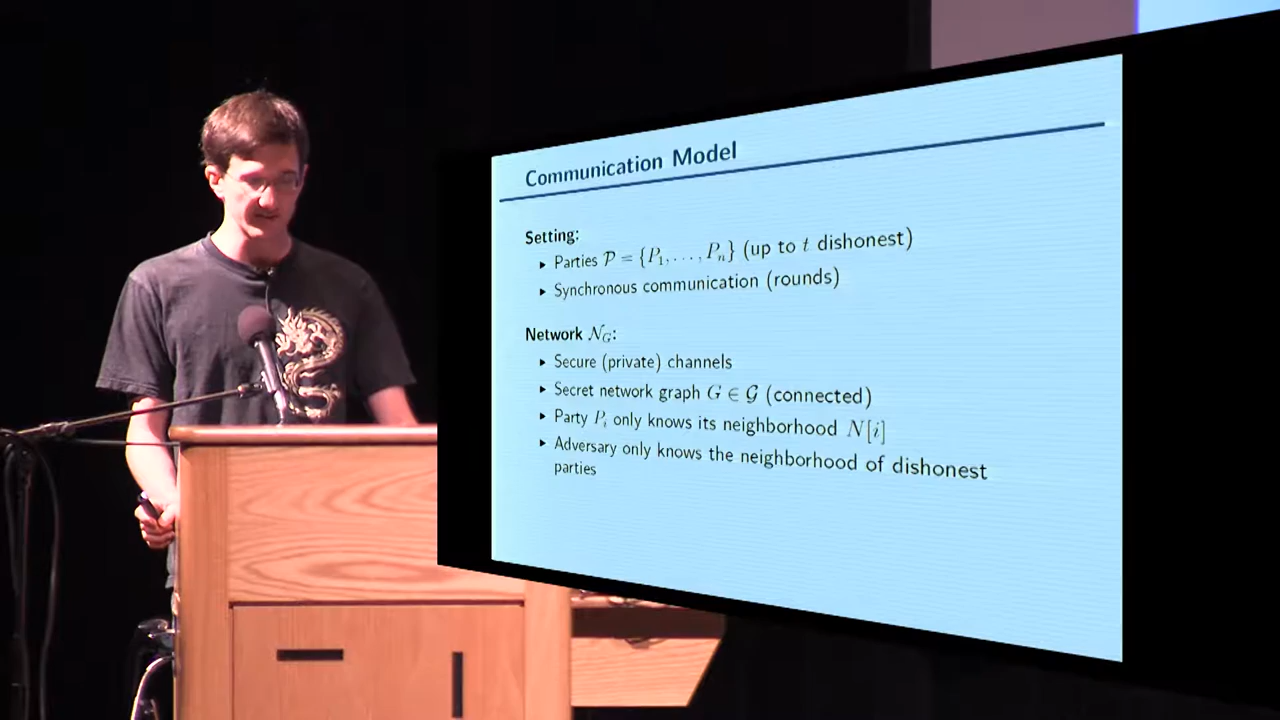 Communication Model
Setting:
Parties 𝒫 = {P₁, . . . , Pₙ} (up to t dishonest)
Synchronous communication (rounds)
Network 𝒩_G:
Secure (private) channels
Secret network graph G ∈ 𝒢 (connected)
Party Pᵢ only knows its neighborhood N[i]
Adversary only knows the neighborhood of dishonest
parties